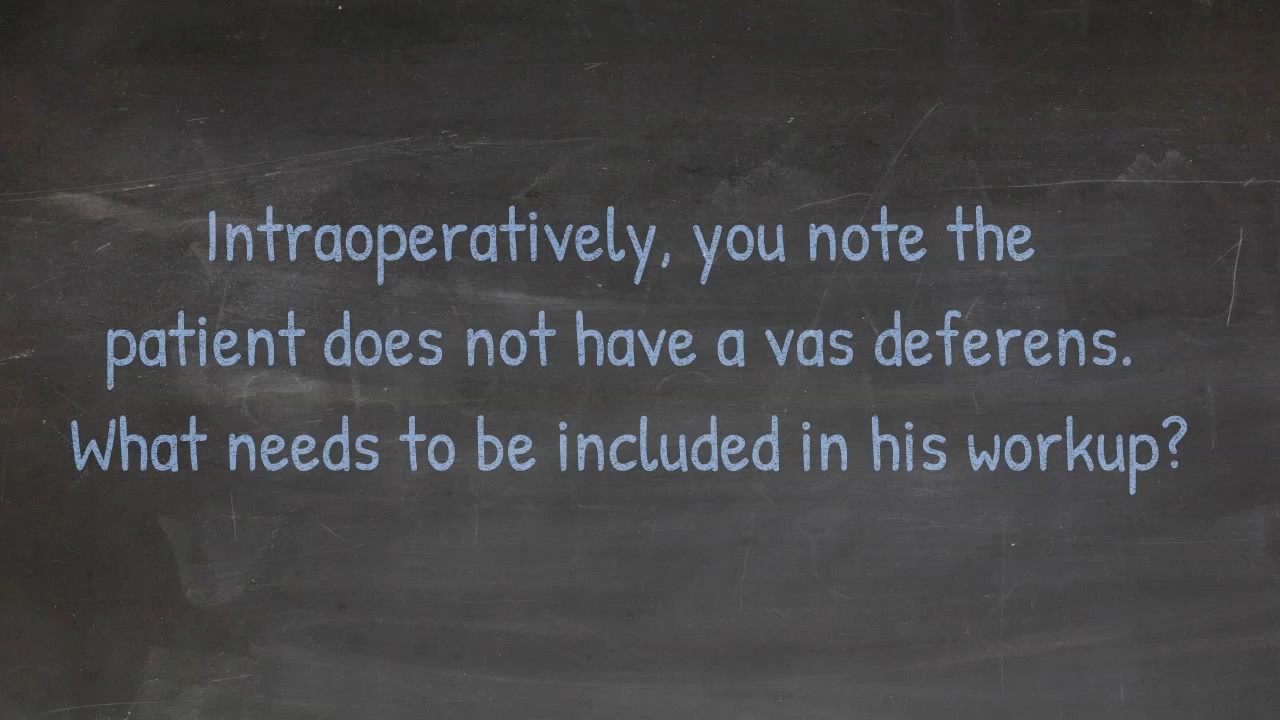 Intraoperatively, you note the
patient does not have a vas deferens.
What needs to be included in his workup?